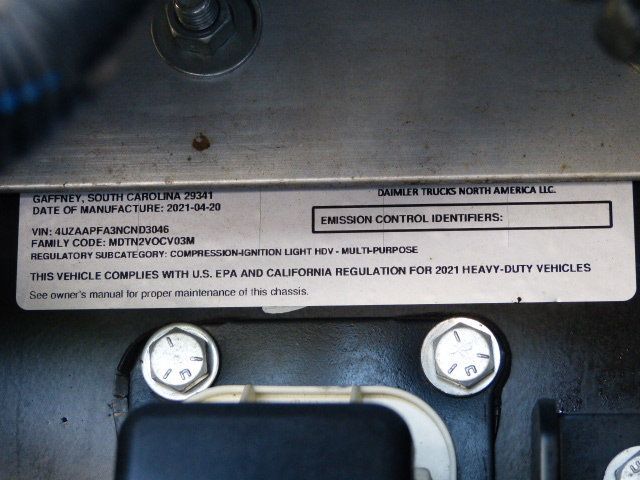 GAFFNEY, SOUTH CAROLINA 29341
DAIMLER TRUCKS NORTH AMERICA LLC.
DATE OF MANUFACTURE: 2021-04-20
EMISSION CONTROL IDENTIFIERS:
VIN: 4UZAAPFA3NCND3046
FAMILY CODE: MDTN2VOCV03M
REGULATORY SUBCATEGORY: COMPRESSION-IGNITION LIGHT HDV - MULTI-PURPOSE
THIS VEHICLE COMPLIES WITH U.S. EPA AND CALIFORNIA REGULATION FOR 2021 HEAVY-DUTY VEHICLES
See owner's manual for proper maintenance of this chassis.